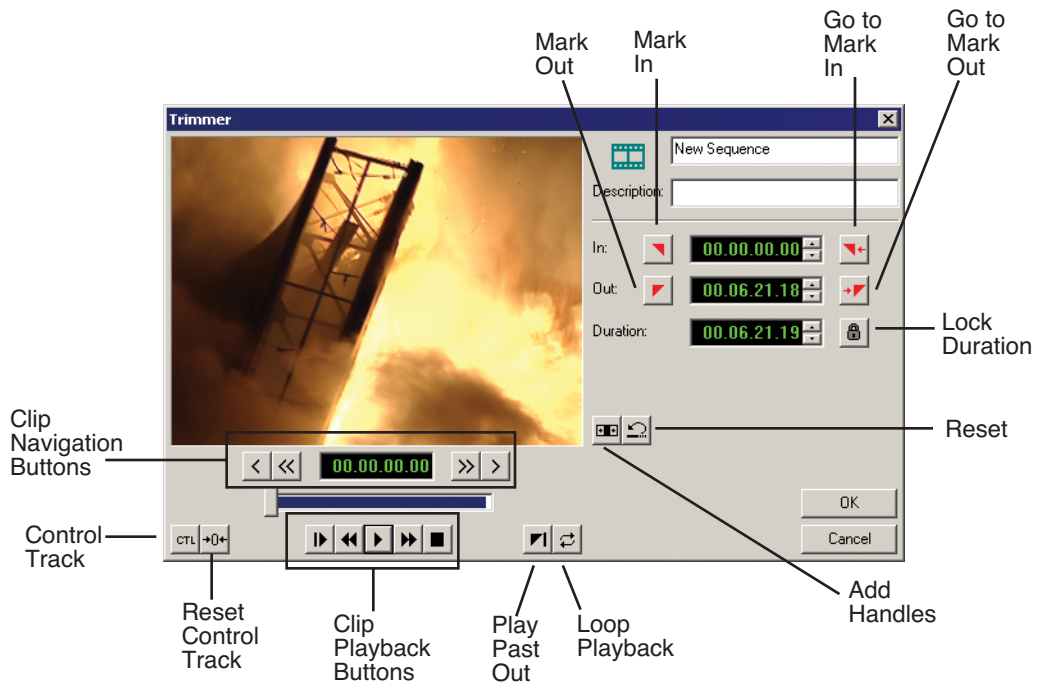 Mark
Out
Mark
In
Go to
Mark
In
Go to
Mark
Out
Trimmer
New Sequence
Description:
In:
00.00.00.00
Out:
00.06.21.18
Duration:
00.06.21.19
Lock
Duration
Clip
Navigation
Buttons
00.00.00.00
Reset
OK
Control
Track
CTL
→0←
Cancel
Reset
Control
Track
Clip
Playback
Buttons
Play
Past
Out
Loop
Playback
Add
Handles